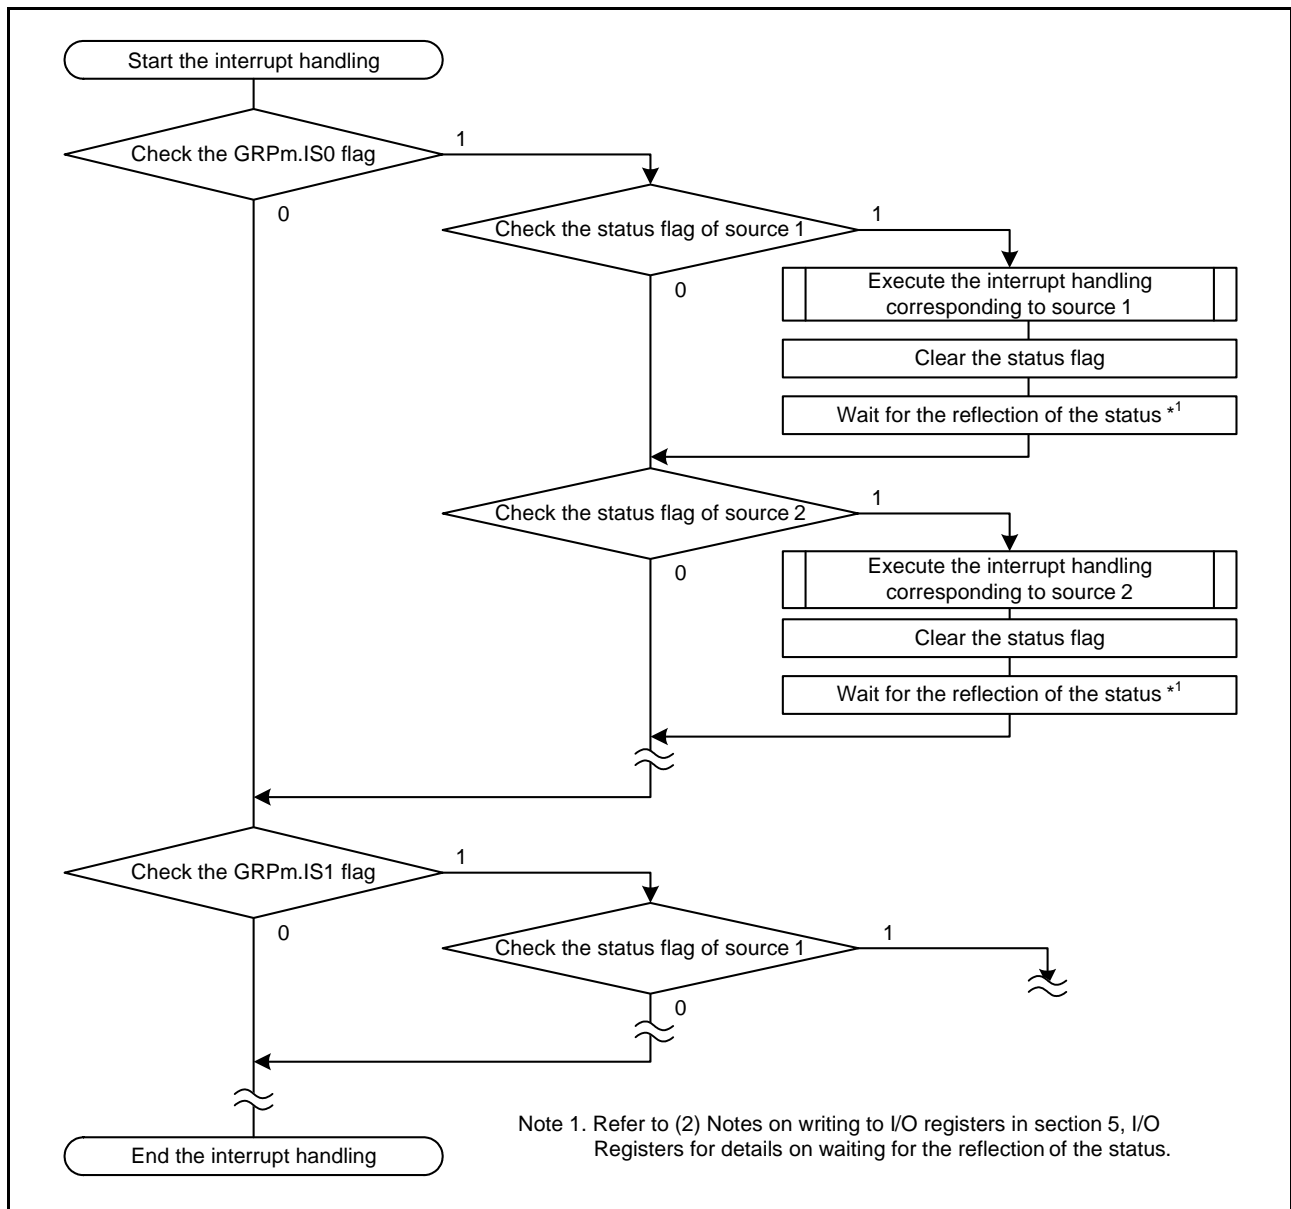 Start the interrupt handling
Check the GRPm.IS0 flag
1
0
Check the status flag of source 1
1
0
Execute the interrupt handling
corresponding to source 1
Clear the status flag
Wait for the reflection of the status *1
Check the status flag of source 2
1
0
Execute the interrupt handling
corresponding to source 2
Clear the status flag
Wait for the reflection of the status *1
Check the GRPm.IS1 flag
1
0
Check the status flag of source 1
1
0
End the interrupt handling
Note 1. Refer to (2) Notes on writing to I/O registers in section 5, I/O
Registers for details on waiting for the reflection of the status.